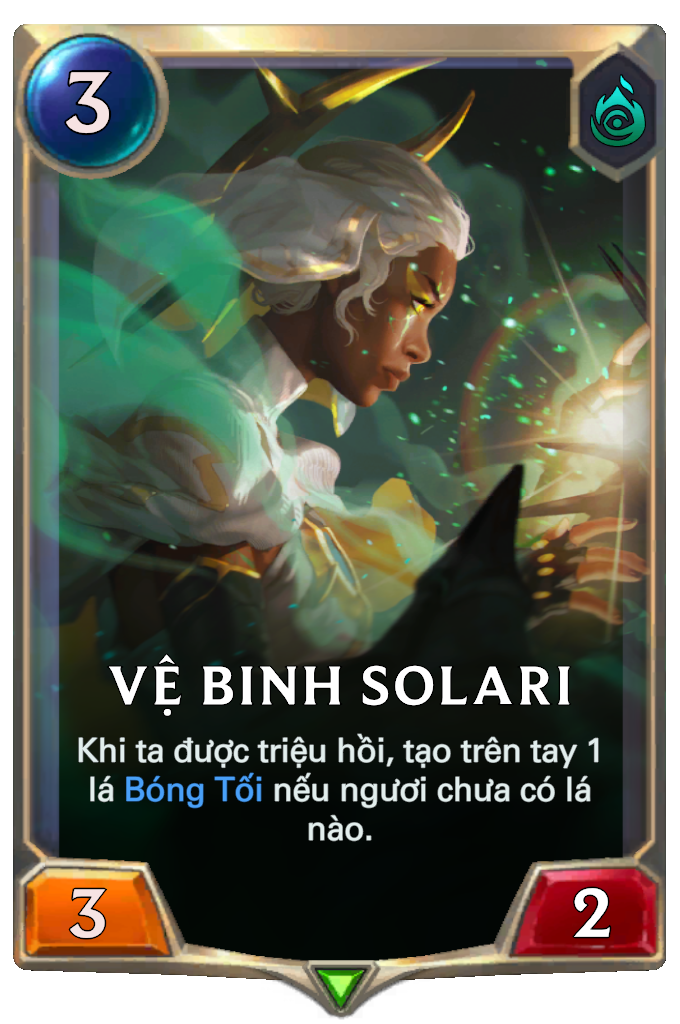 3
VỆ BINH SOLARI
Khi ta được triệu hồi, tạo trên tay 1
lá Bóng Tối nếu ngươi chưa có lá
nào.
3
2